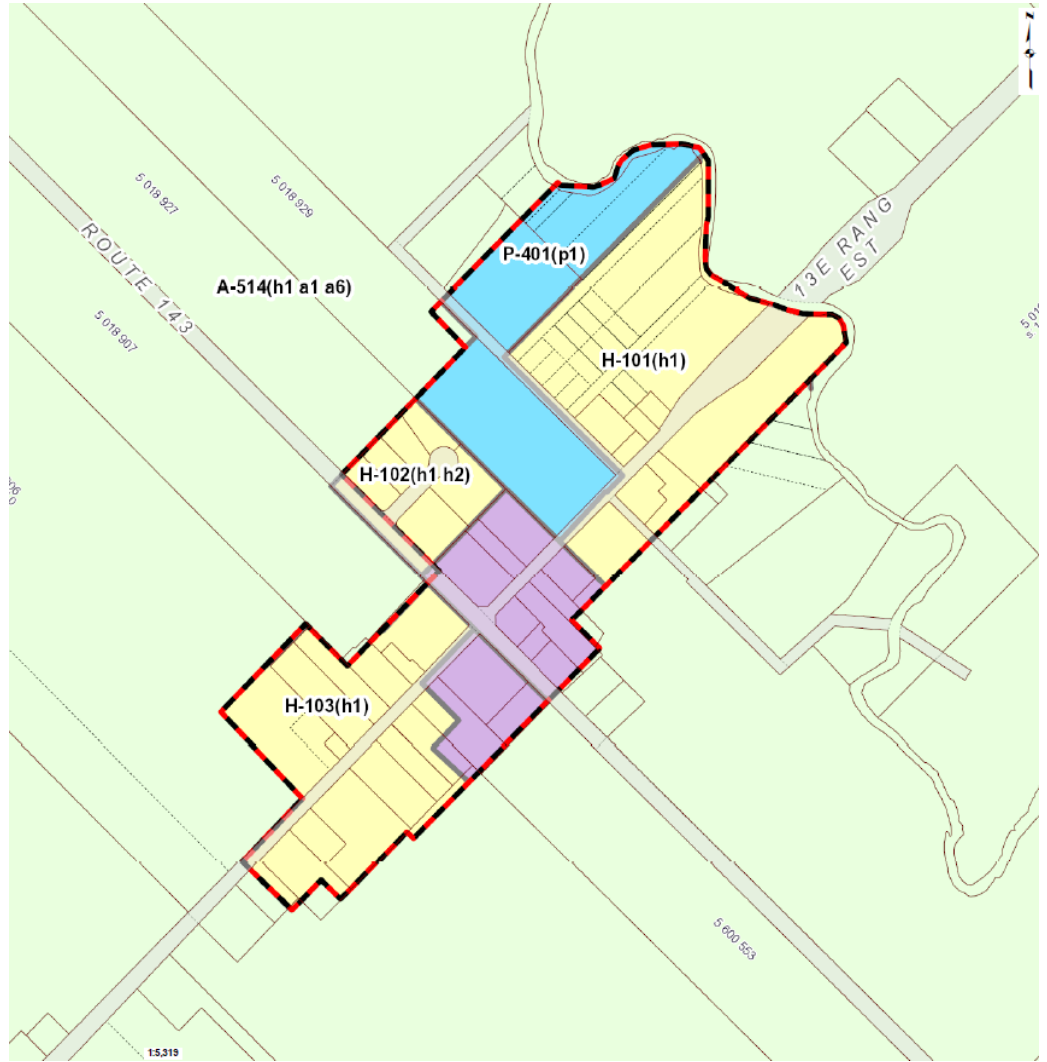 N
5 018 927
5 018 929
ROUTE 143
5 018 907
A-514(h1 a1 a6)
P-401(p1)
13E RANG
EST
H-101(h1)
H-102(h1 h2)
H-103(h1)
5 600 553
1:5,319